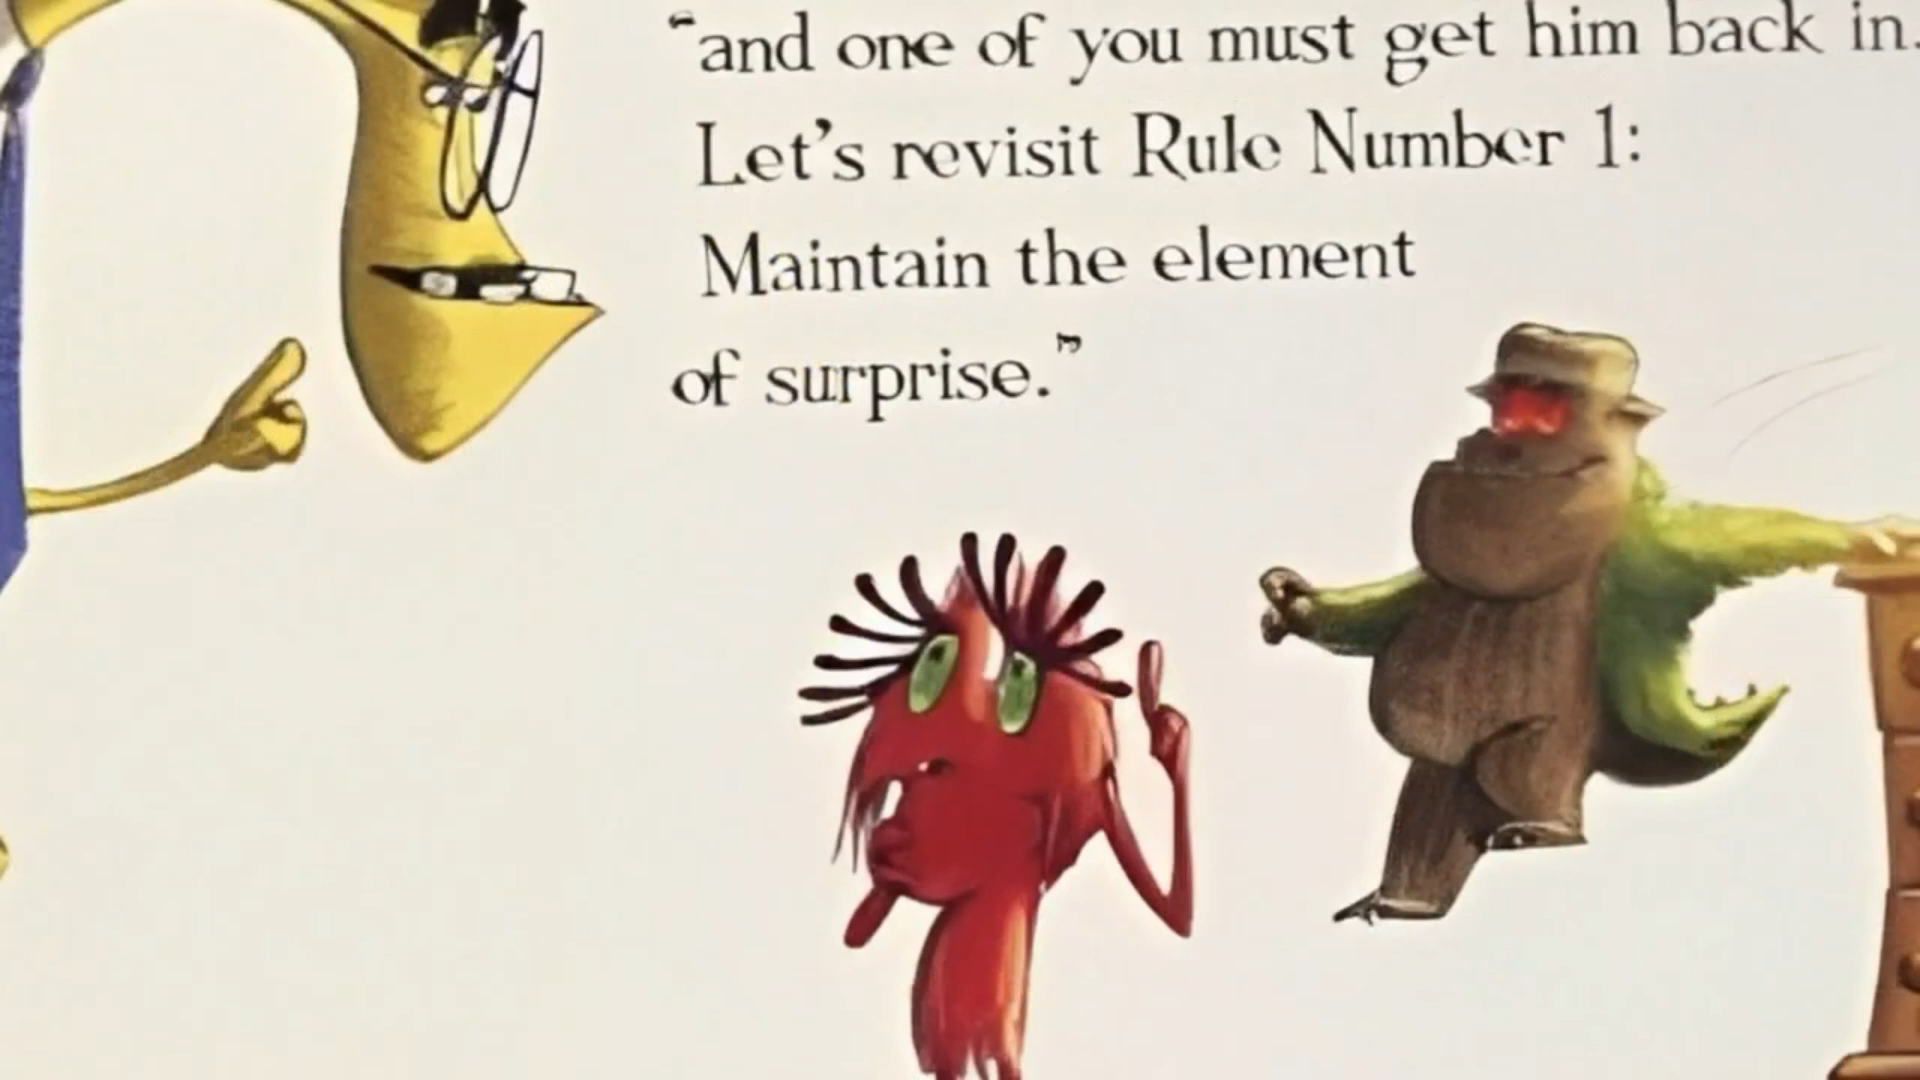 "and one of you must get him back in.
Let's revisit Rule Number 1:
Maintain the element
of surprise."